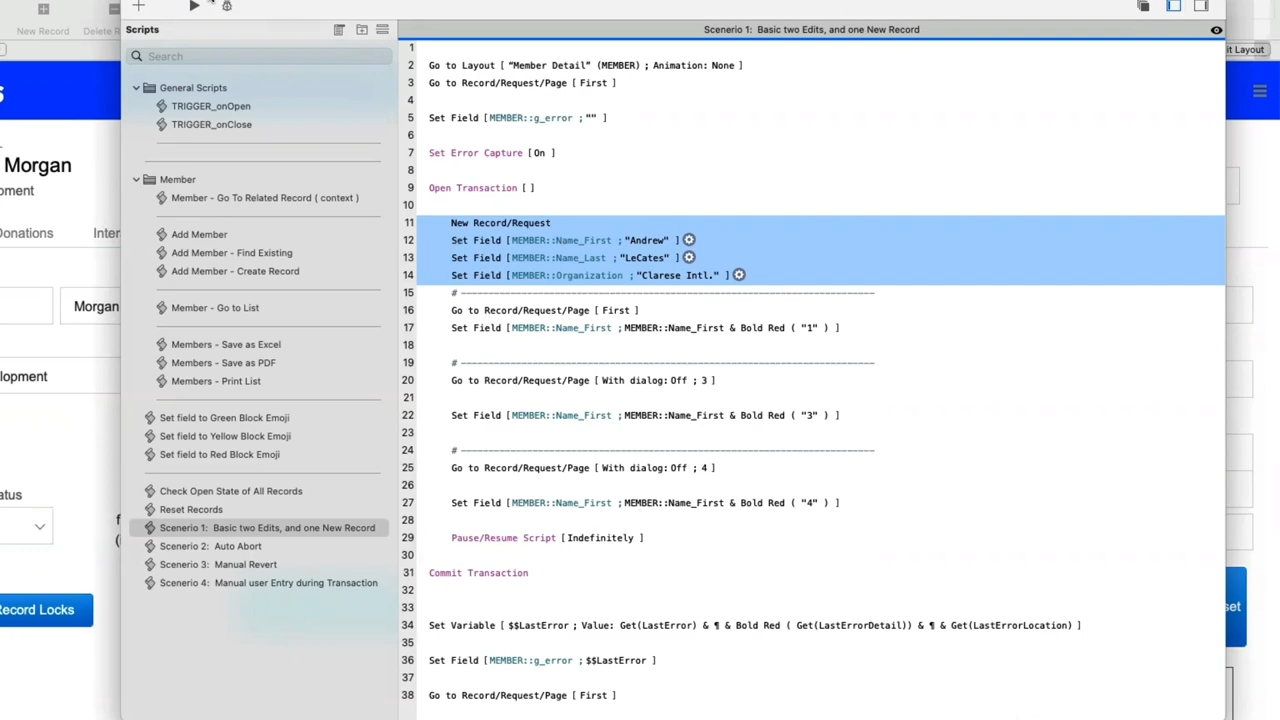 New Record
Delete R
it Layout
Scripts
Scenerio 1: Basic two Edits, and one New Record
Search
General Scripts
TRIGGER_onOpen
TRIGGER_onClose
Member
Member - Go To Related Record ( context )
Add Member
Add Member - Find Existing
Add Member - Create Record
Member - Go to List
Members - Save as Excel
Members - Save as PDF
Members - Print List
Set field to Green Block Emoji
Set field to Yellow Block Emoji
Set field to Red Block Emoji
Check Open State of All Records
Reset Records
Scenerio 1: Basic two Edits, and one New Record
Scenerio 2: Auto Abort
Scenerio 3: Manual Revert
Scenerio 4: Manual user Entry during Transaction
1
2 Go to Layout [ “Member Detail” (MEMBER) ; Animation: None ]
3 Go to Record/Request/Page [ First ]
4
5 Set Field [ MEMBER::g_error ; "" ]
6
7 Set Error Capture [ On ]
8
9 Open Transaction [ ]
10
11 New Record/Request
12 Set Field [ MEMBER::Name_First ; "Andrew" ]
13 Set Field [ MEMBER::Name_Last ; "LeCates" ]
14 Set Field [ MEMBER::Organization ; "Clarese Intl." ]
15 # ————————————————————————————————
16 Go to Record/Request/Page [ First ]
17 Set Field [ MEMBER::Name_First ; MEMBER::Name_First & Bold Red ( "1" ) ]
18
19 # ————————————————————————————————
20 Go to Record/Request/Page [ With dialog: Off ; 3 ]
21
22 Set Field [ MEMBER::Name_First ; MEMBER::Name_First & Bold Red ( "3" ) ]
23
24 # ————————————————————————————————
25 Go to Record/Request/Page [ With dialog: Off ; 4 ]
26
27 Set Field [ MEMBER::Name_First ; MEMBER::Name_First & Bold Red ( "4" ) ]
28
29 Pause/Resume Script [ Indefinitely ]
30
31 Commit Transaction
32
33
34 Set Variable [ $$LastError ; Value: Get(LastError) & ¶ & Bold Red ( Get(LastErrorDetail)) & ¶ & Get(LastErrorLocation) ]
35
36 Set Field [ MEMBER::g_error ; $$LastError ]
37
38 Go to Record/Request/Page [ First ]
s
Morgan
opment
Donations
Inter
Morgan
lopment
tatus
f
(
Record Locks
set